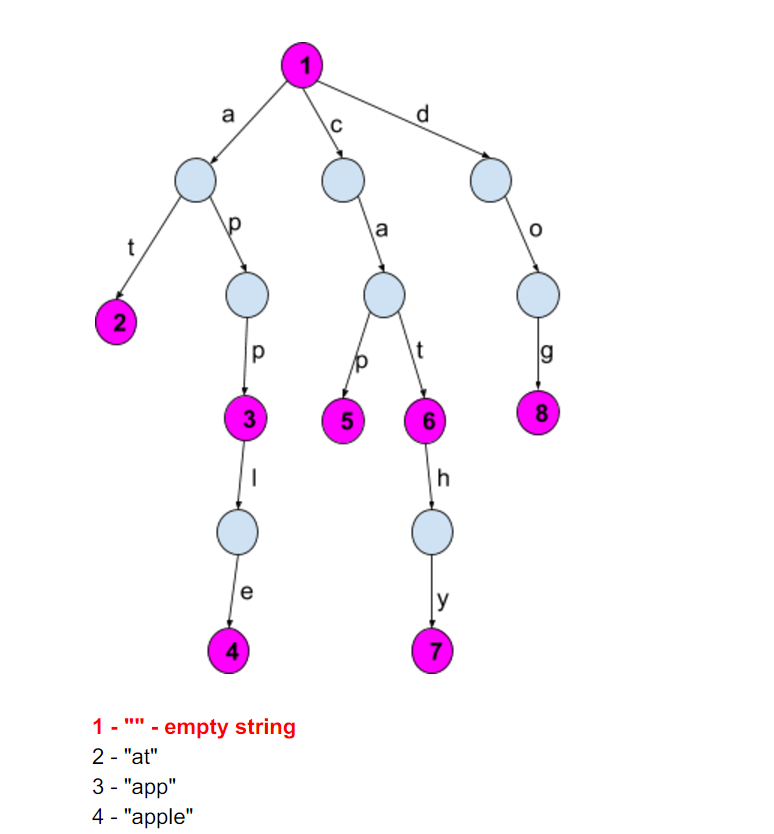 1
a
c
d
t
p
a
o
2
p
p
t
g
3
5
6
8
l
h
e
y
4
7
1 - "" - empty string
2 - "at"
3 - "app"
4 - "apple"